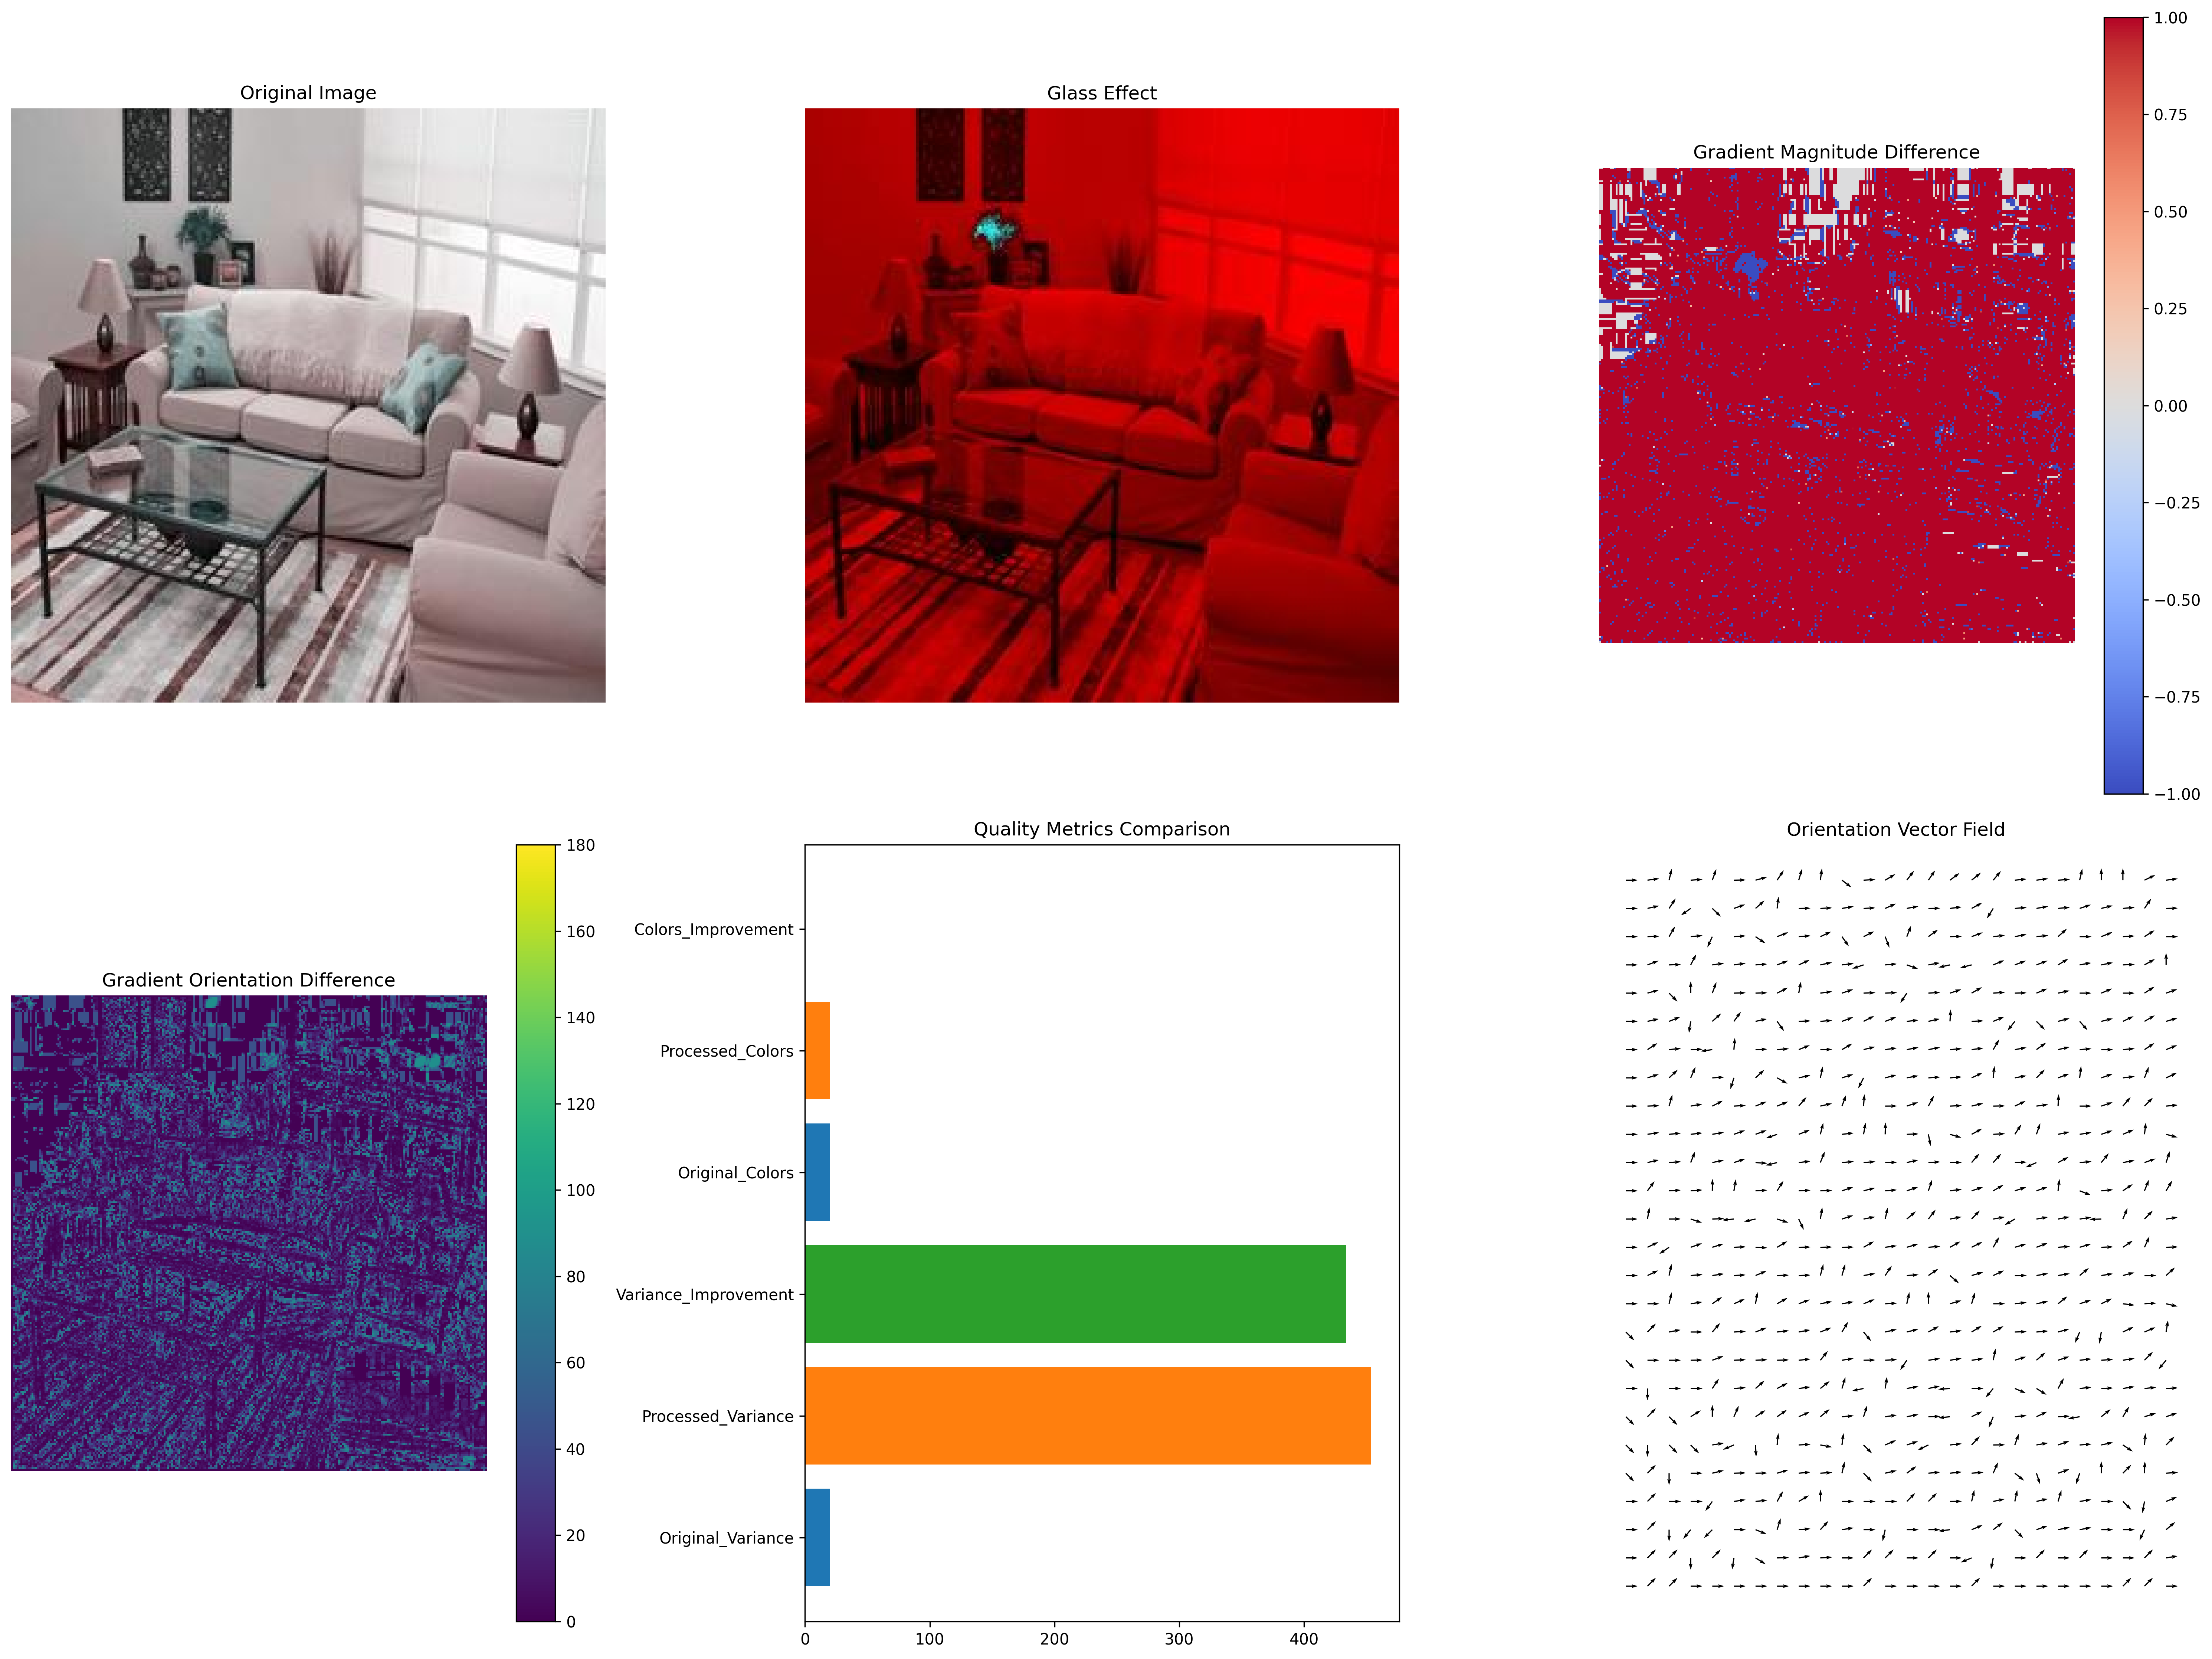 Original Image
Glass Effect
Gradient Magnitude Difference
1.00
0.75
0.50
0.25
0.00
−0.25
−0.50
−0.75
−1.00
Gradient Orientation Difference
180
160
140
120
100
80
60
40
20
0
Quality Metrics Comparison
Colors_Improvement
Processed_Colors
Original_Colors
Variance_Improvement
Processed_Variance
Original_Variance
0 100 200 300 400
Orientation Vector Field